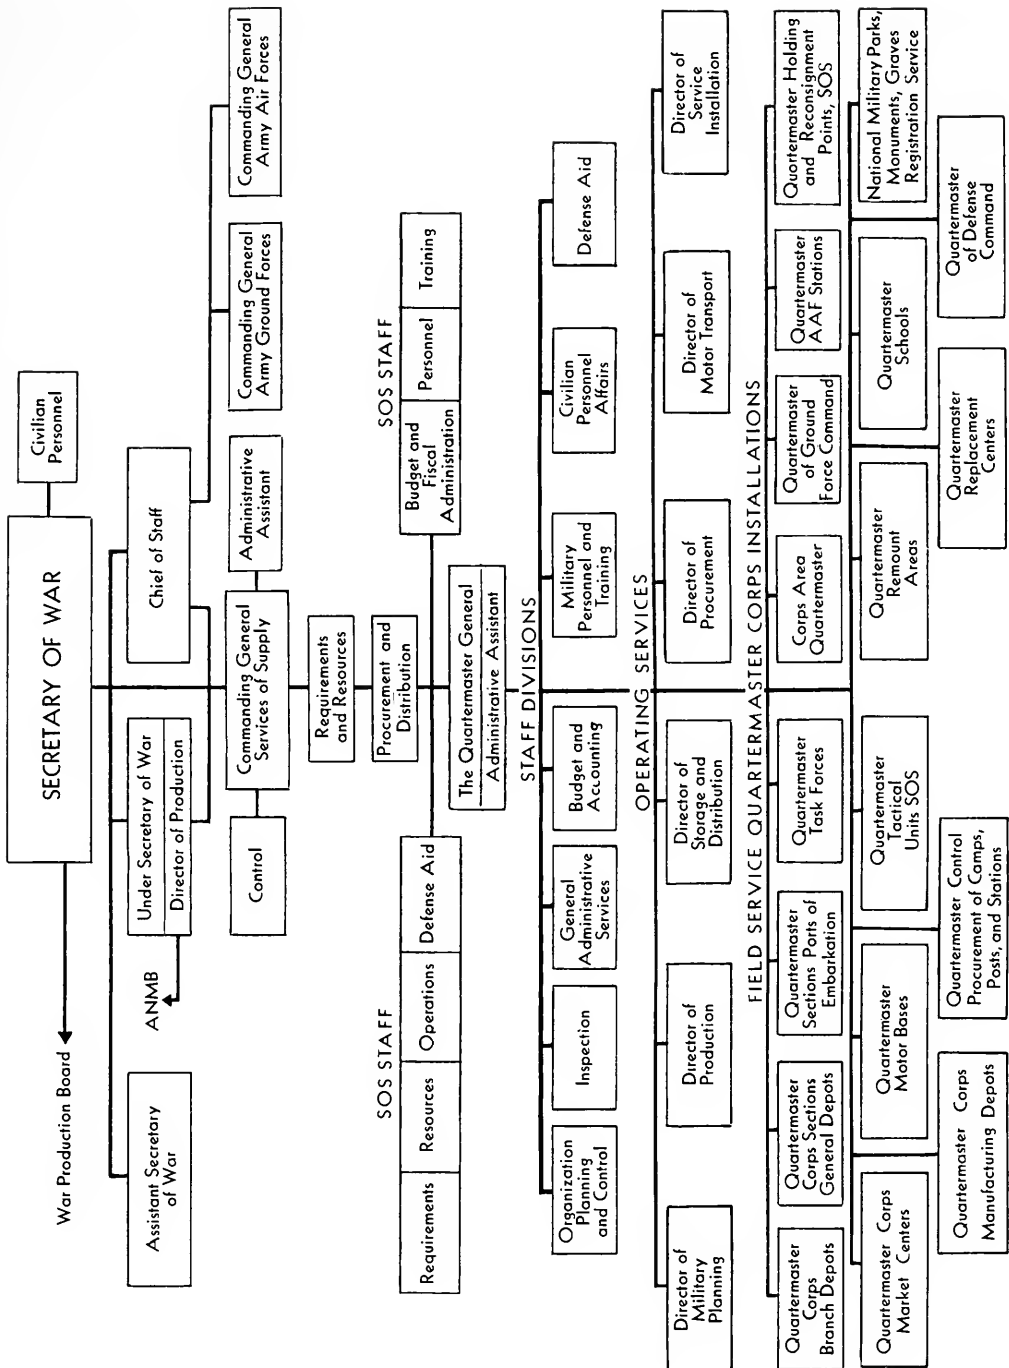 Civilian
Personnel
SECRETARY OF WAR
War Production Board
Assistant Secretary
of War
Under Secretary of War
Director of Production
ANMB
Chief of Staff
Control
Commanding General
Services of Supply
Administrative
Assistant
Commanding General
Army Ground Forces
Commanding General
Army Air Forces
Requirements
and Resources
Procurement and
Distribution
SOS STAFF
Requirements
Resources
Operations
Defense Aid
SOS STAFF
Budget and
Fiscal
Administration
Personnel
Training
The Quartermaster General
Administrative Assistant
STAFF DIVISIONS
Organization
Planning
and Control
Inspection
General
Administrative
Services
Budget and
Accounting
Military
Personnel and
Training
Civilian
Personnel
Affairs
Defense Aid
OPERATING SERVICES
Director of
Military
Planning
Director of
Production
Director of
Storage and
Distribution
Director of
Procurement
Director of
Motor Transport
Director of
Service
Installation
FIELD SERVICE QUARTERMASTER CORPS INSTALLATIONS
Quartermaster
Corps
Branch Depots
Quartermaster
Corps Sections
General Depots
Quartermaster
Sections Ports of
Embarkation
Quartermaster
Task Forces
Corps Area
Quartermaster
Quartermaster
of Ground
Force Command
Quartermaster
AAF Stations
Quartermaster Holding
and Reconsignment
Points, SOS
Quartermaster Corps
Market Centers
Quartermaster
Motor Bases
Quartermaster
Tactical
Units SOS
Quartermaster
Remount
Areas
Quartermaster
Schools
National Military Parks,
Monuments, Graves
Registration Service
Quartermaster Corps
Manufacturing Depots
Quartermaster Control
Procurement of Camps,
Posts, and Stations
Quartermaster
Replacement
Centers
Quartermaster
of Defense
Command